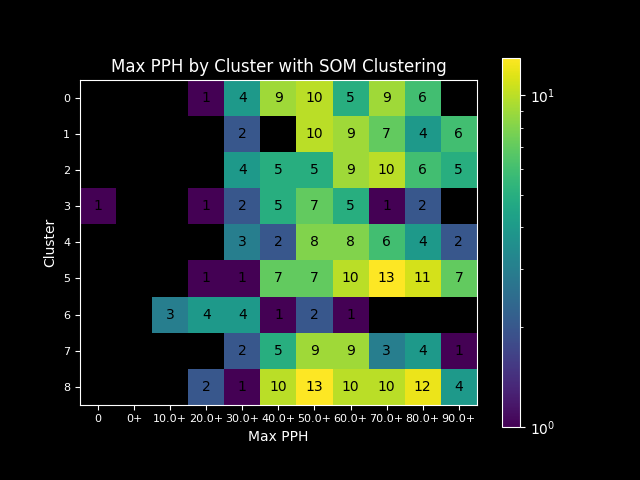 Max PPH by Cluster with SOM Clustering
0 1 4 9 10 5 9 6
1 2 10 9 7 4 6
2 4 5 5 9 10 6 5
3 1 1 2 5 7 5 1 2
4 3 2 8 8 6 4 2
5 1 1 7 7 10 13 11 7
6 3 4 4 1 2 1
7 2 5 9 9 3 4 1
8 2 1 10 13 10 10 12 4
0 0+ 10.0+ 20.0+ 30.0+ 40.0+ 50.0+ 60.0+ 70.0+ 80.0+ 90.0+
Max PPH
Cluster
10¹
10⁰